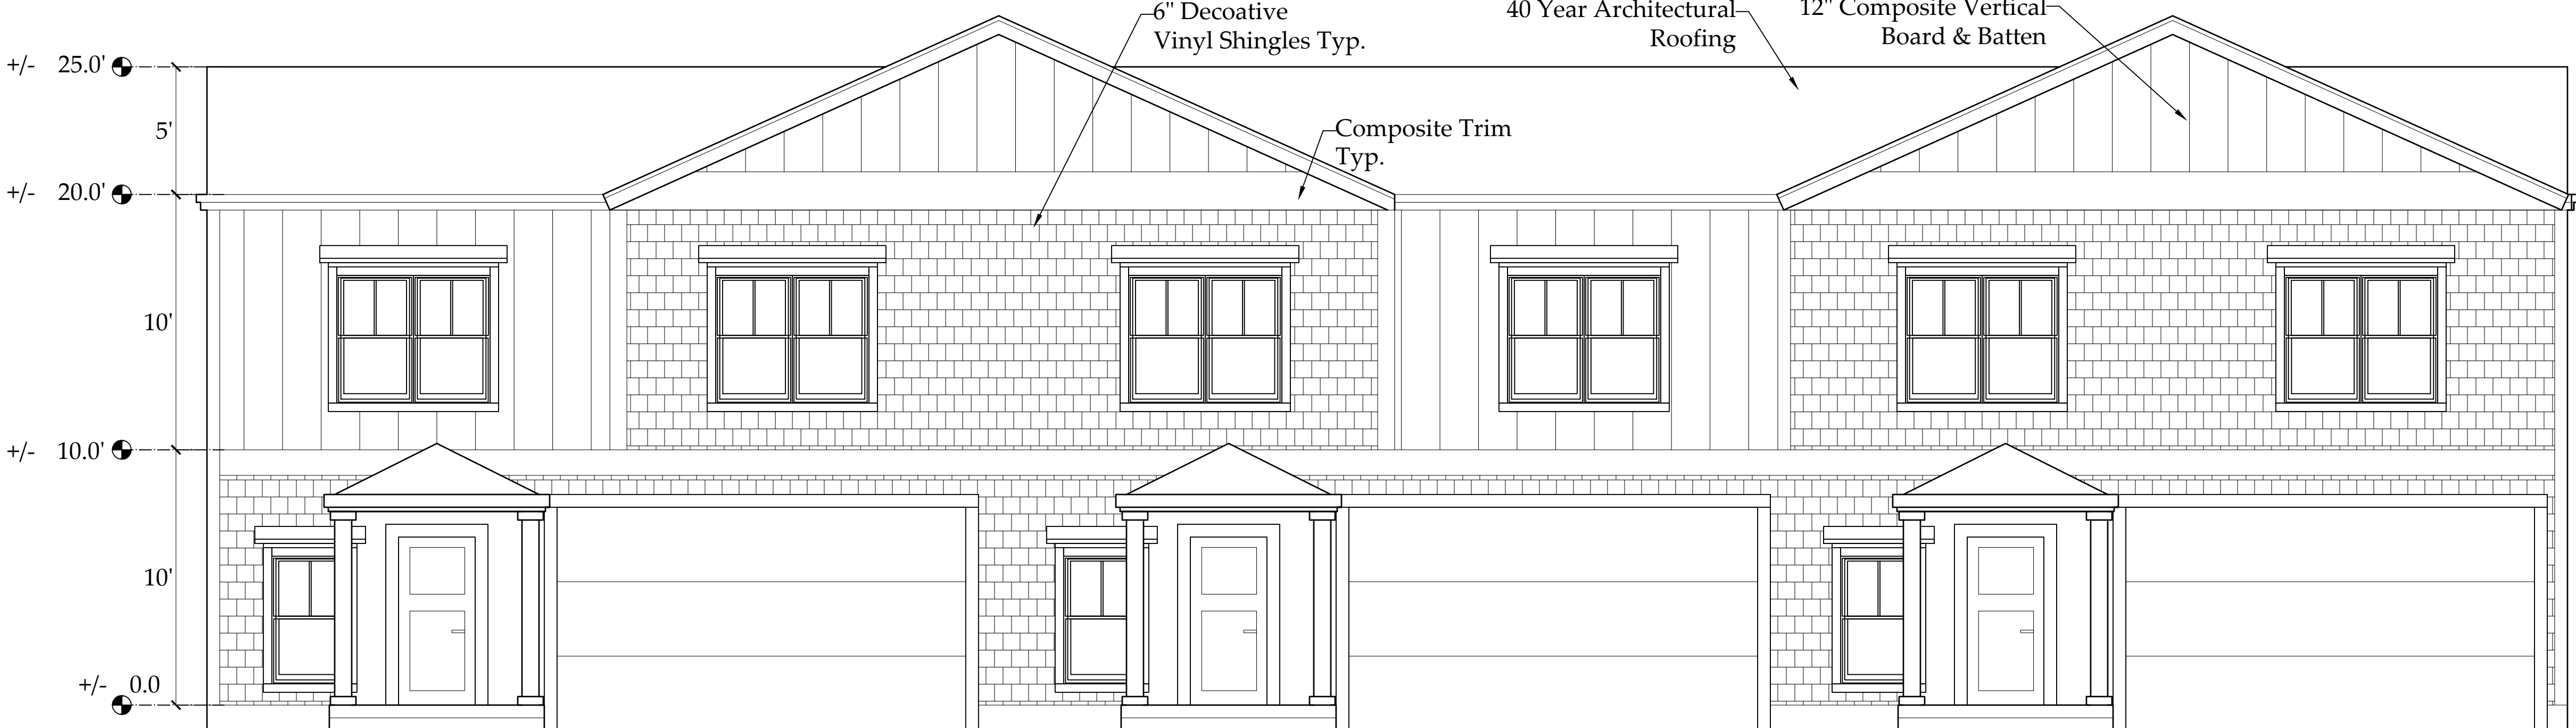 6" Decoative
Vinyl Shingles Typ.
40 Year Architectural
Roofing
12" Composite Vertical
Board & Batten
Composite Trim
Typ.
+/- 25.0'
5'
+/- 20.0'
10'
+/- 10.0'
10'
+/- 0.0